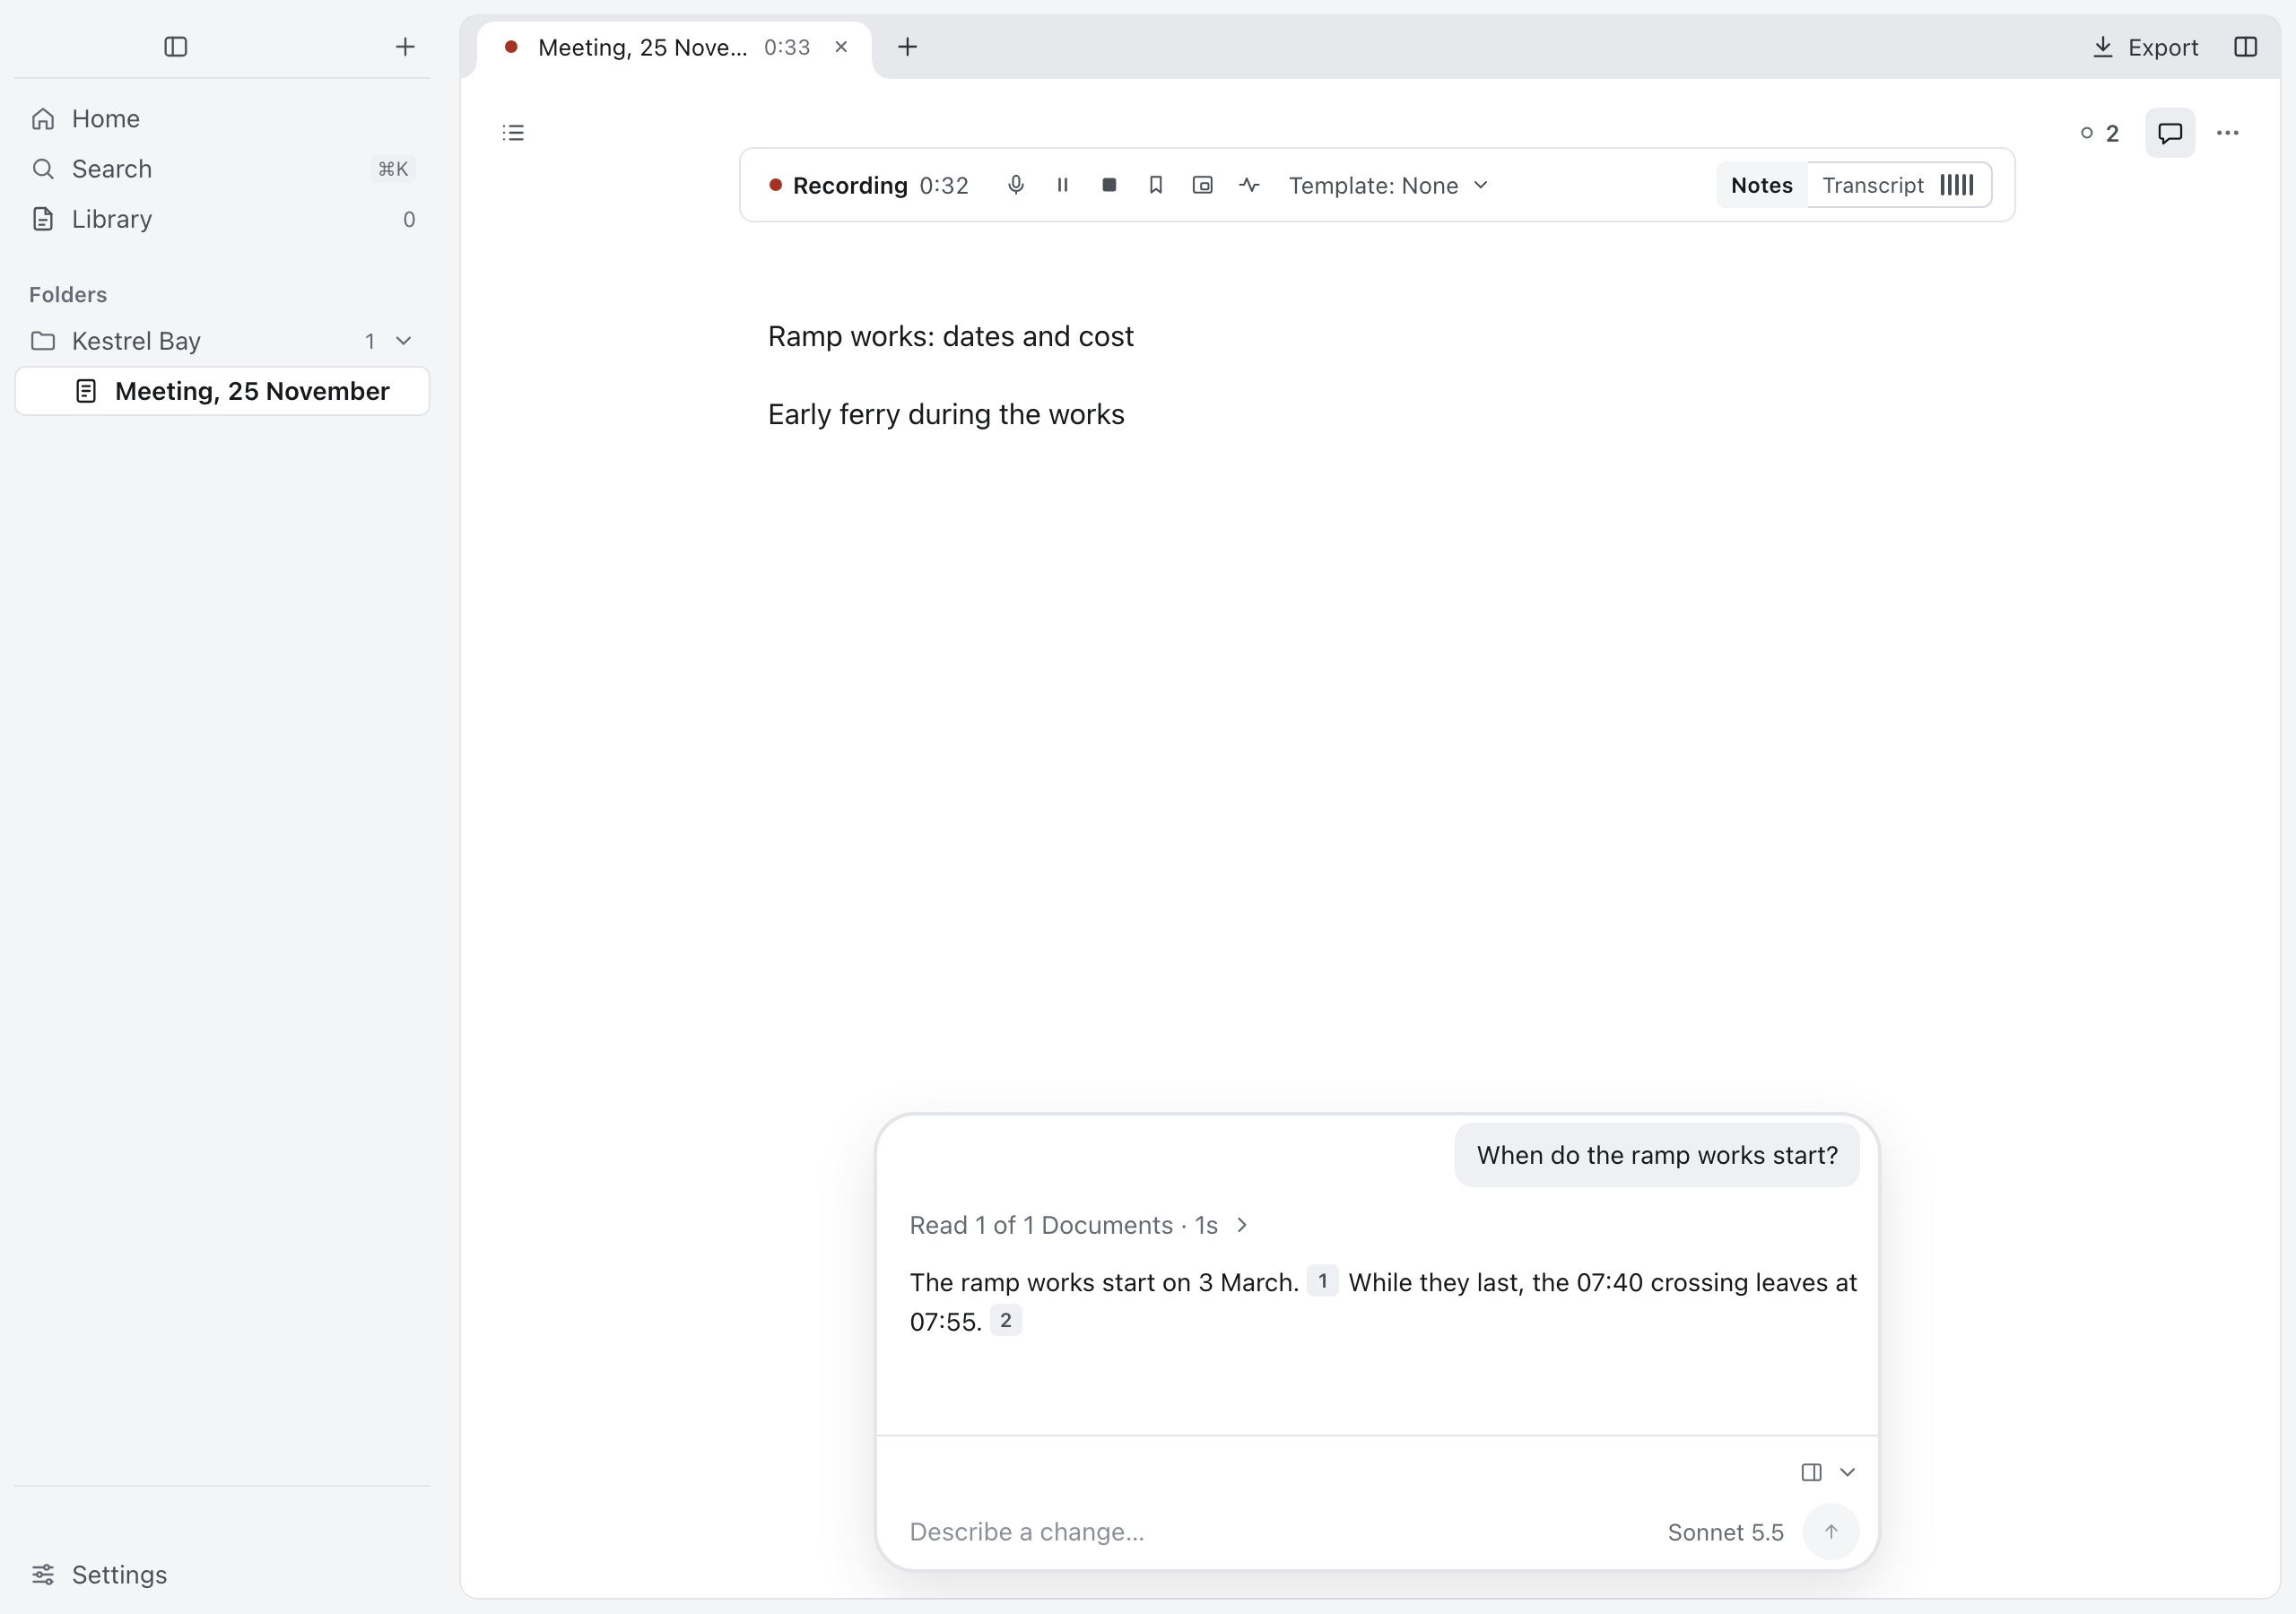 Home
Search ⌘K
Library 0
Folders
Kestrel Bay 1
Meeting, 25 November
Settings
Meeting, 25 Nove... 0:33
Export
2
Recording 0:32 Template: None Notes Transcript
Ramp works: dates and cost
Early ferry during the works
When do the ramp works start?
Read 1 of 1 Documents · 1s
The ramp works start on 3 March. 1 While they last, the 07:40 crossing leaves at
07:55. 2
Describe a change... Sonnet 5.5